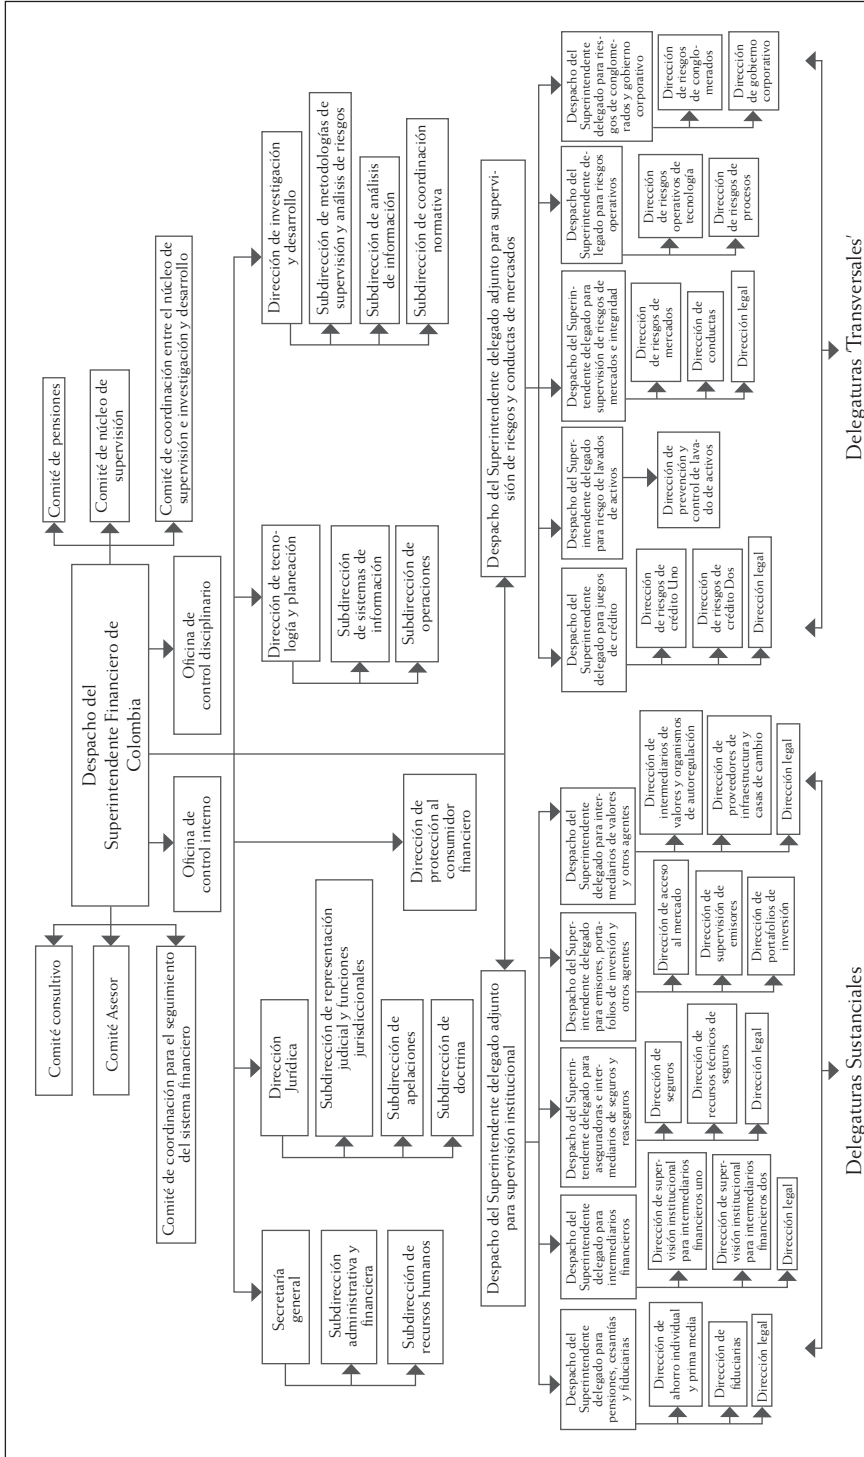 Despacho del
Superintendente Financiero de
Colombia
Comité consultivo
Comité Asesor
Comité de coordinación para el seguimiento
del sistema financiero
Comité de pensiones
Comité de núcleo de
supervisión
Comité de coordinación entre el núcleo de
supervisión e investigación y desarrollo
Oficina de
control interno
Oficina de
control disciplinario
Secretaría
general
Subdirección
administrativa y
financiera
Subdirección de
recursos humanos
Dirección
Jurídica
Subdirección de representación
judicial y funciones
jurisdiccionales
Subdirección de
apelaciones
Subdirección de
doctrina
Dirección de
protección al
consumidor
financiero
Dirección de tecno-
logía y planeación
Subdirección
de sistemas de
información
Subdirección de
operaciones
Dirección de investigación
y desarrollo
Subdirección de metodologías de
supervisión y análisis de riesgos
Subdirección de análisis
de información
Subdirección de coordinación
normativa
Despacho del Superintendente delegado adjunto
para supervisión institucional
Despacho del Superintendente delegado adjunto para supervi-
sión de riesgos y conductas de mercasdos
Despacho del
Superintendente
delegado para
pensiones, cesantías
y fiduciarias
Dirección de
ahorro individual
y prima media
Dirección de
fiduciarias
Dirección legal
Despacho del
Superintendente
delegado para
intermediarios
financieros
Dirección de super-
visión institucional
para intermediarios
financieros uno
Dirección de super-
visión institucional
para intermediarios
financieros dos
Dirección legal
Despacho del Superin-
tendente delegado para
aseguradoras e inter-
mediarios de seguros y
reaseguros
Dirección de
seguros
Dirección de
recursos técnicos de
seguros
Dirección legal
Despacho del Super-
intendente delegado
para emisores, porta-
folios de inversión y
otros agentes
Dirección de acceso
al mercado
Dirección de
supervisión de
emisores
Dirección de
portafolios de
inversión
Despacho del
Superintendente
delegado para inter-
mediarios de valores
y otros agentes
Dirección de
intermediarios de
valores y organismos
de autoregulación
Dirección de
proveedores de
infraestructura y
casas de cambio
Dirección legal
Despacho del
Superintendente
delegado para juegos
de crédito
Dirección
de riesgos de
crédito Uno
Dirección
de riesgos de
crédito Dos
Dirección legal
Despacho del Super-
intendente delegado
para riesgo de lavados
de activos
Dirección de
prevención y
control de lava-
do de activos
Despacho del Superin-
tendente delegado para
supervisión de riesgos de
mercados e integridad
Dirección
de riesgos de
mercados
Dirección de
conductas
Dirección legal
Despacho del
Superintendente de-
legado para riesgos
operativos
Dirección
de riesgos
operativos de
tecnología
Dirección
de riesgos de
procesos
Despacho del
Superintendente
delegado para ries-
gos de conglome-
rados y gobierno
corporativo
Dirección
de riesgos
de conglo-
merados
Dirección
de gobierno
corporativo
Delegaturas Sustanciales
Delegaturas 'Transversales'